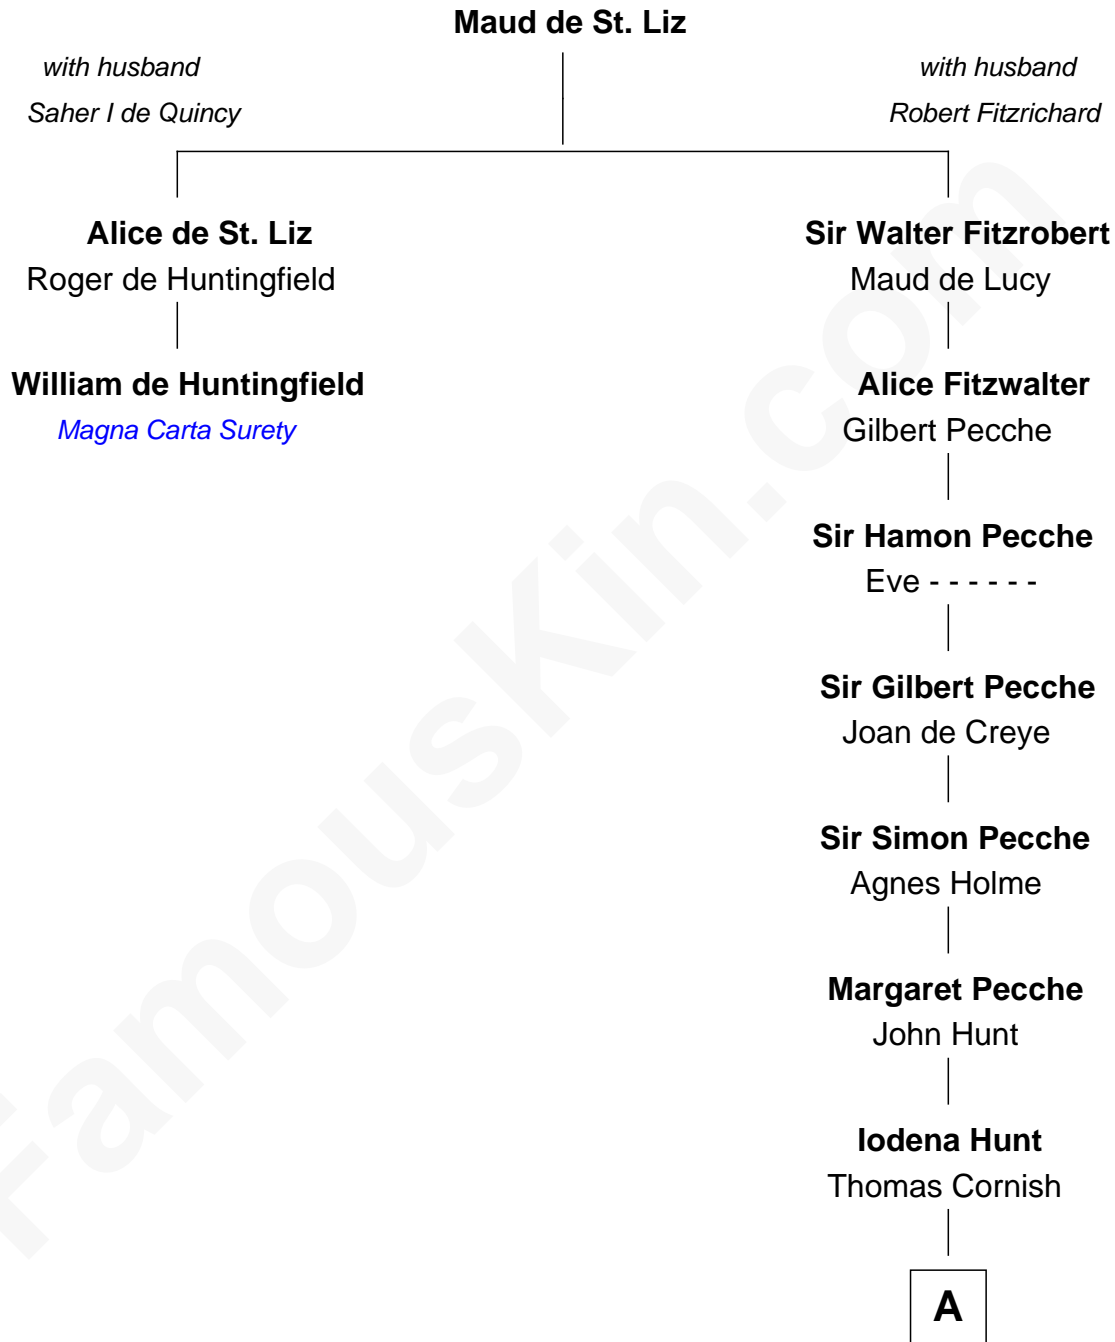 Maud de St. Liz
with husband
Saher I de Quincy
with husband
Robert Fitzrichard
Alice de St. Liz
Roger de Huntingfield
William de Huntingfield
Magna Carta Surety
Sir Walter Fitzrobert
Maud de Lucy
Alice Fitzwalter
Gilbert Pecche
Sir Hamon Pecche
Eve - - - - - -
Sir Gilbert Pecche
Joan de Creye
Sir Simon Pecche
Agnes Holme
Margaret Pecche
John Hunt
Iodena Hunt
Thomas Cornish
A
FamousKin.com